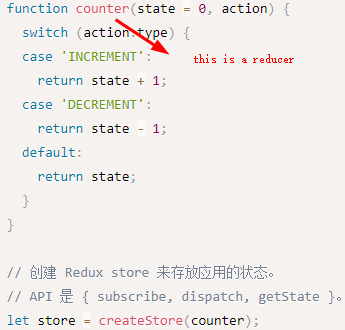 function counter(state = 0, action) {
switch (action.type) {
case 'INCREMENT':
this is a reducer
return state + 1;
case 'DECREMENT':
return state - 1;
default:
return state;
}
}
// 创建 Redux store 来存放应用的状态。
// API 是 { subscribe, dispatch, getState }。
let store = createStore(counter);